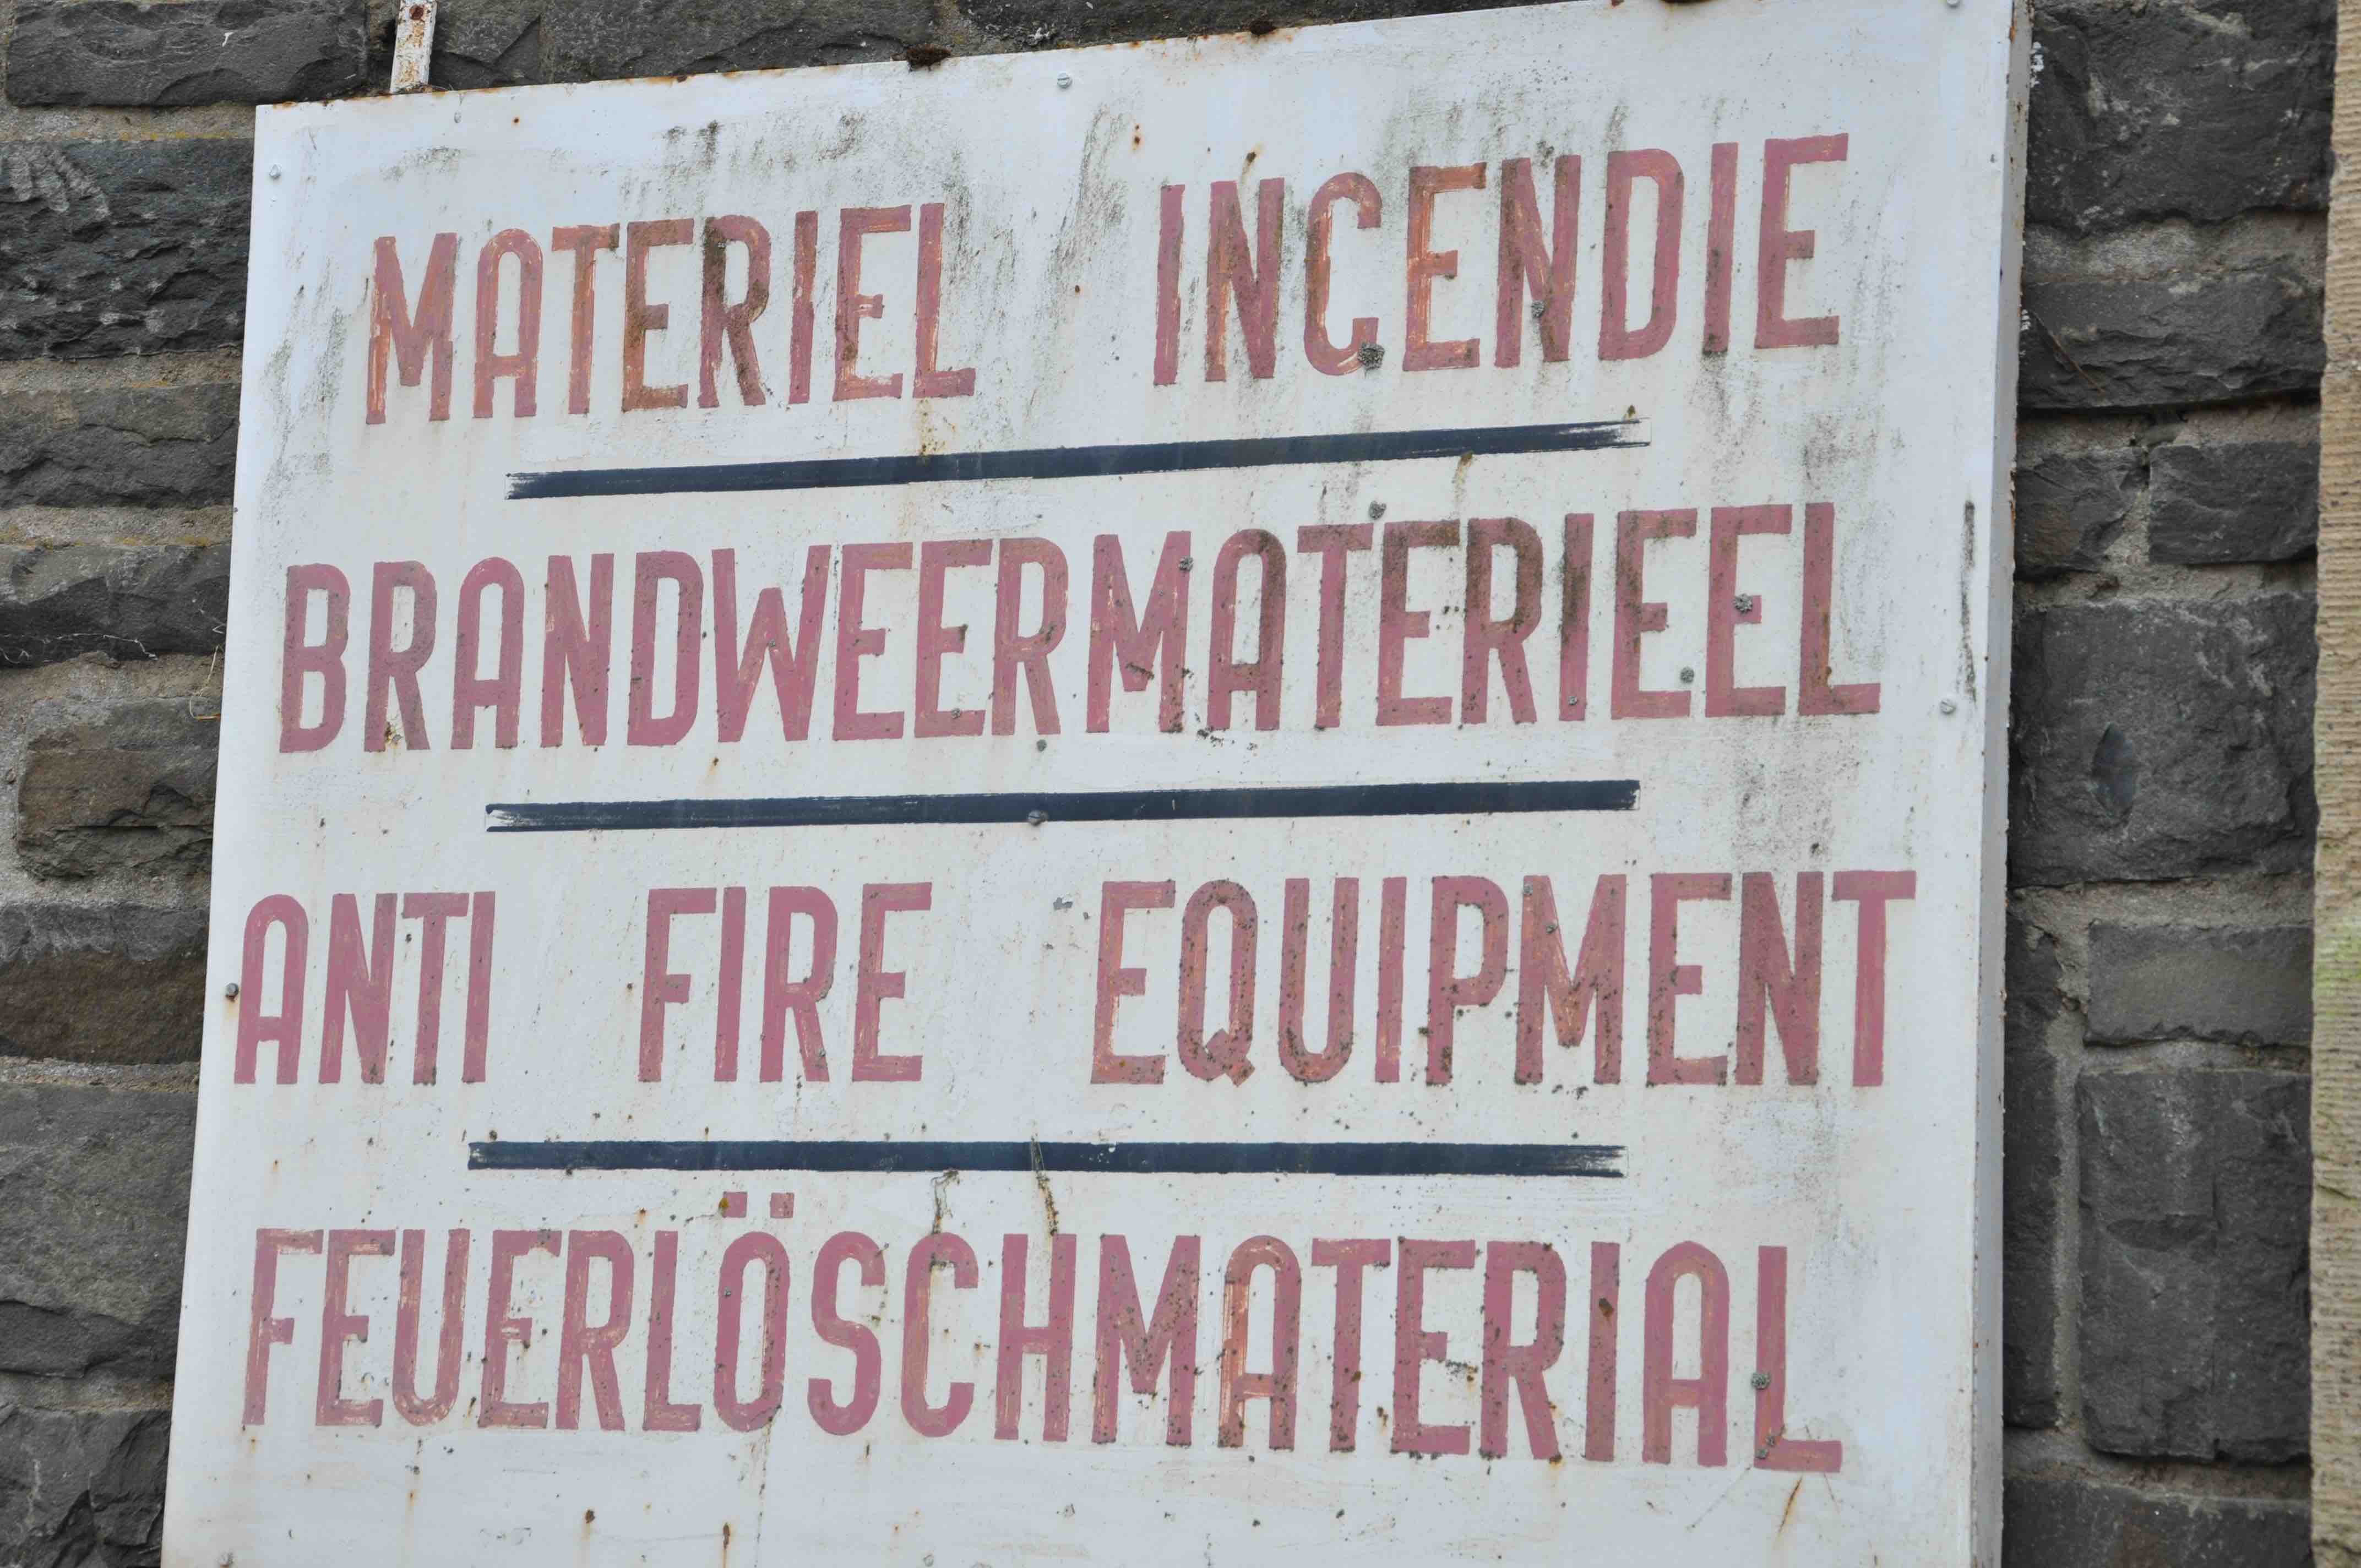 MATERIEL INCENDIE
BRANDWEERMATERIEEL
ANTI FIRE EQUIPMENT
FEUERLÖSCHMATERIAL